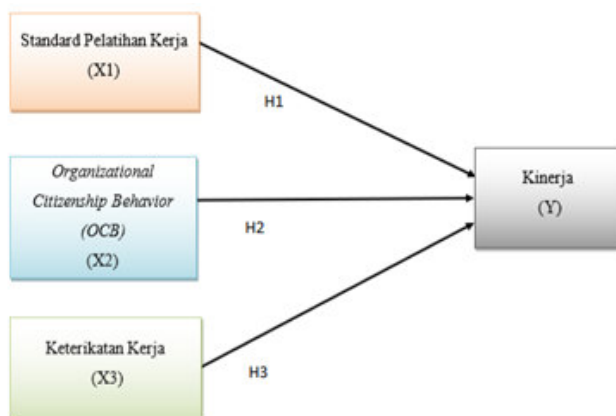 Standard Pelatihan Kerja
(X1)
H1
Organizational
Citizenship Behavior
(OCB)
(X2)
H2
Kinerja
(Y)
Keterikatan Kerja
(X3)
H3